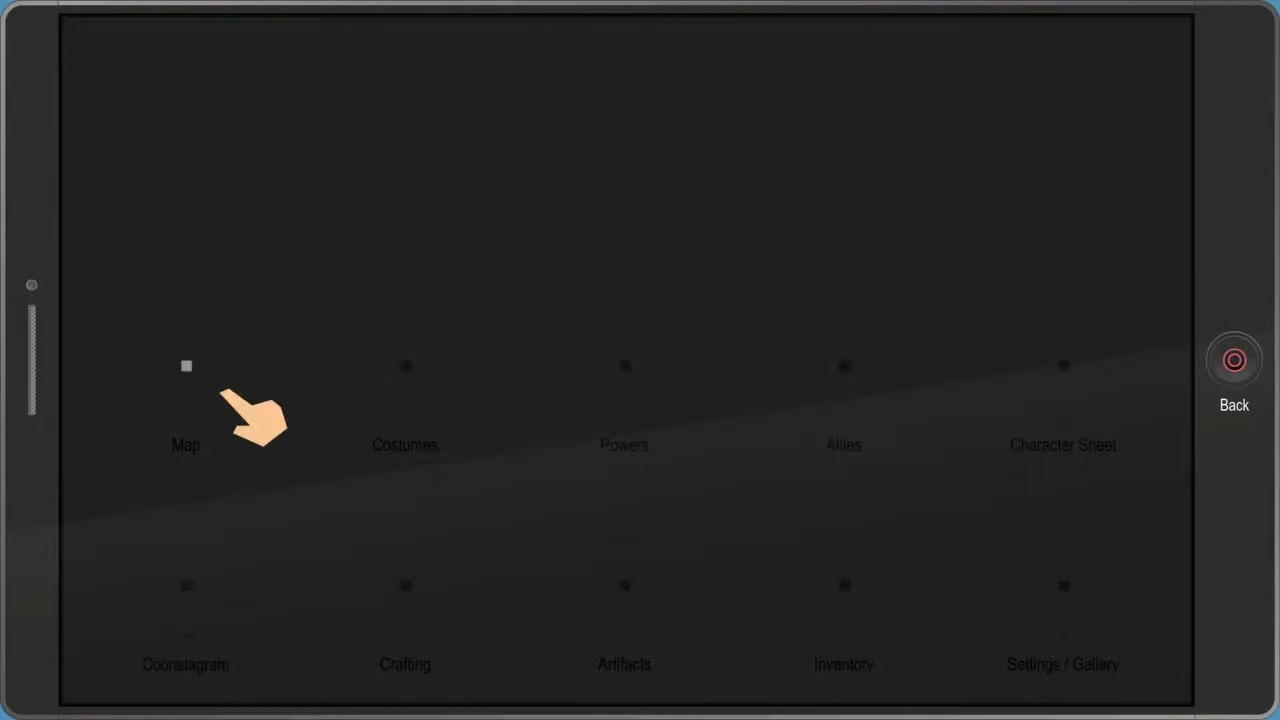 Back
Map
Costumes
Powers
Allies
Character Sheet
Coonstagram
Crafting
Artifacts
Inventory
Settings / Gallery